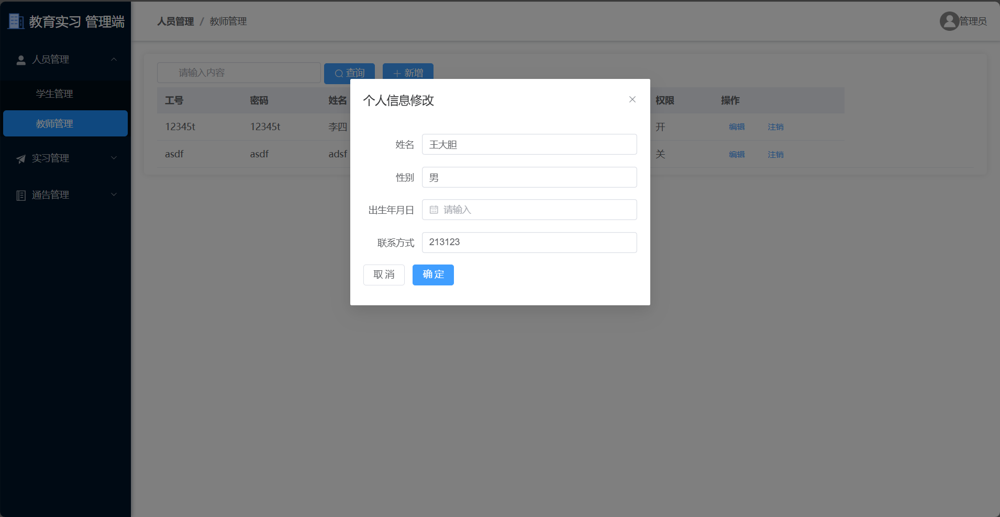 教育实习 管理端
人员管理 / 教师管理
管理员
人员管理
学生管理
教师管理
实习管理
通告管理
请输入内容
查询
新增
工号 密码 姓名 权限 操作
12345t 12345t 李四 开 编辑 注销
asdf asdf adsf 关 编辑 注销
个人信息修改
姓名 王大胆
性别 男
出生年月日 请输入
联系方式 213123
取消 确定